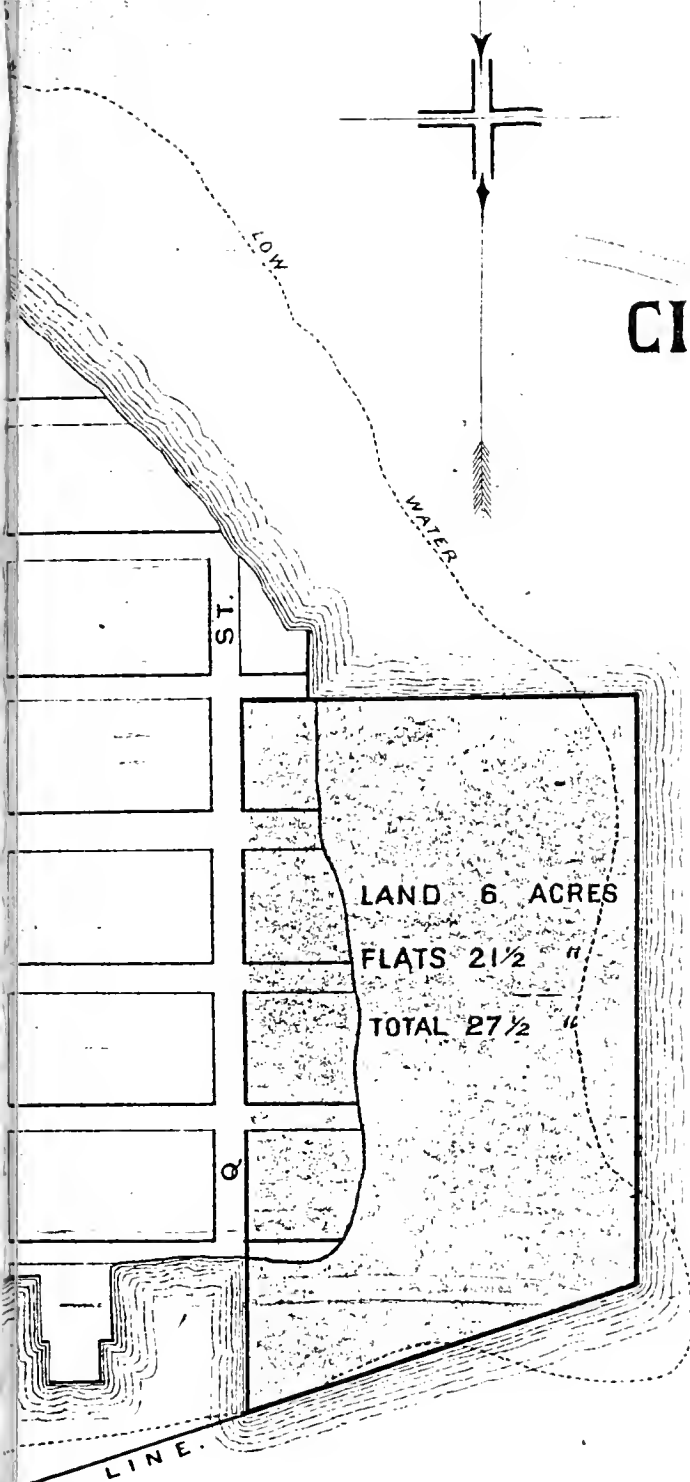 LOW
CI
WATER
ST.
LAND 6 ACRES
FLATS 21½ "
TOTAL 27½ "
Q
LINE.